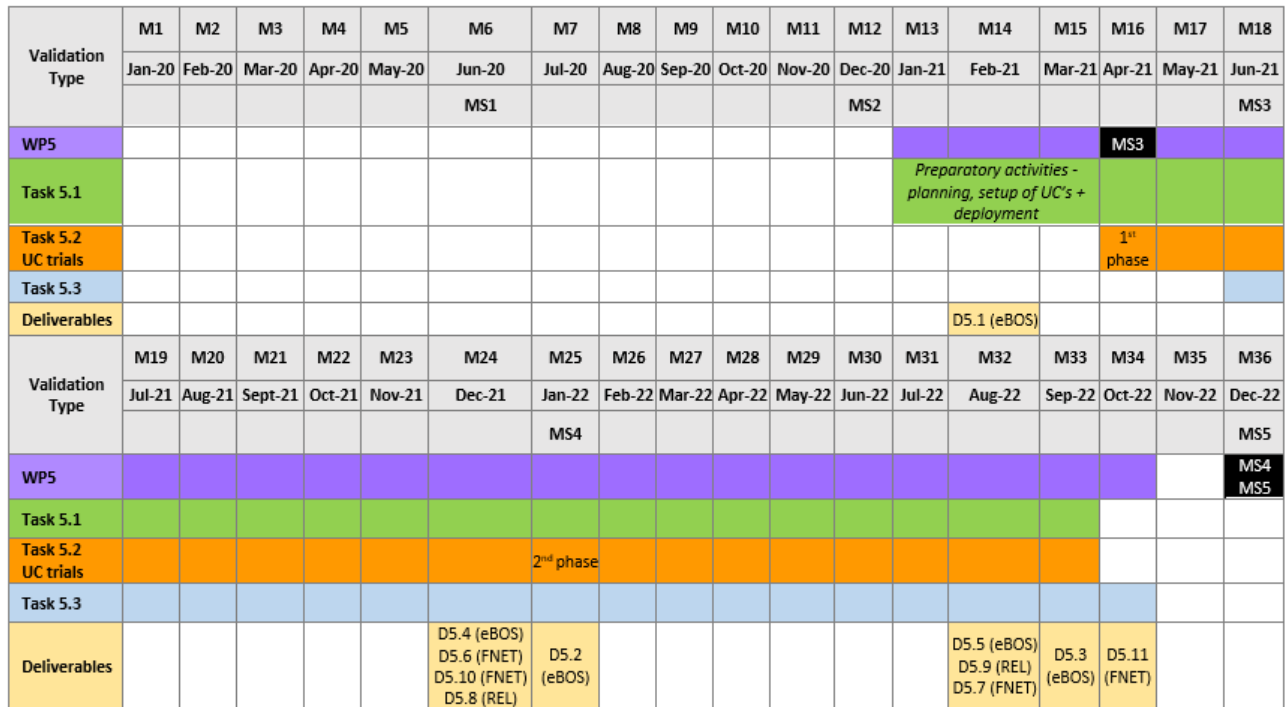 Validation Type
M1 M2 M3 M4 M5 M6 M7 M8 M9 M10 M11 M12 M13 M14 M15 M16 M17 M18
Jan-20 Feb-20 Mar-20 Apr-20 May-20 Jun-20 Jul-20 Aug-20 Sep-20 Oct-20 Nov-20 Dec-20 Jan-21 Feb-21 Mar-21 Apr-21 May-21 Jun-21
MS1 MS2 MS3
WP5 MS3
Task 5.1
Preparatory activities -
planning, setup of UC's +
deployment
Task 5.2
UC trials
1st
phase
Task 5.3
Deliverables D5.1 (eBOS)
Validation Type
M19 M20 M21 M22 M23 M24 M25 M26 M27 M28 M29 M30 M31 M32 M33 M34 M35 M36
Jul-21 Aug-21 Sept-21 Oct-21 Nov-21 Dec-21 Jan-22 Feb-22 Mar-22 Apr-22 May-22 Jun-22 Jul-22 Aug-22 Sep-22 Oct-22 Nov-22 Dec-22
MS4 MS5
WP5
MS4
MS5
Task 5.1
Task 5.2
UC trials
2nd phase
Task 5.3
Deliverables
D5.4 (eBOS)
D5.6 (FNET)
D5.10 (FNET)
D5.8 (REL)
D5.2
(eBOS)
D5.5 (eBOS)
D5.9 (REL)
D5.7 (FNET)
D5.3
(eBOS)
D5.11
(FNET)